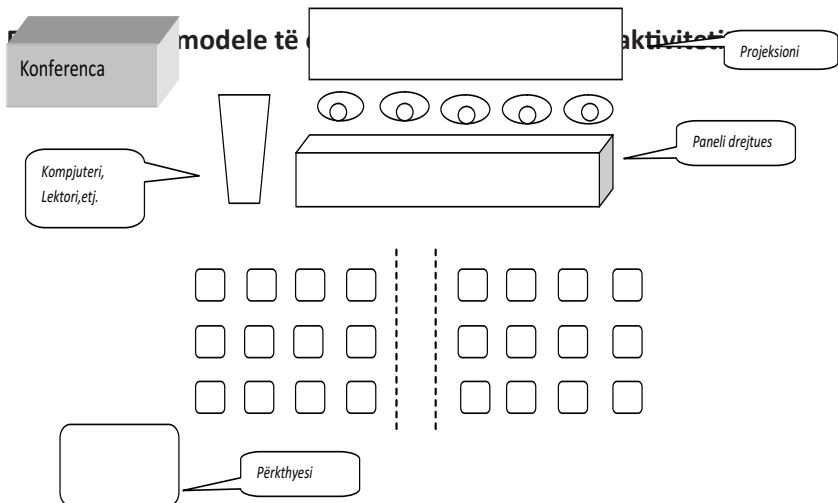 modele të
aktiviteti
Konferenca
Projeksioni
Paneli drejtues
Kompjuteri,
Lektori,etj.
Përkthyesi